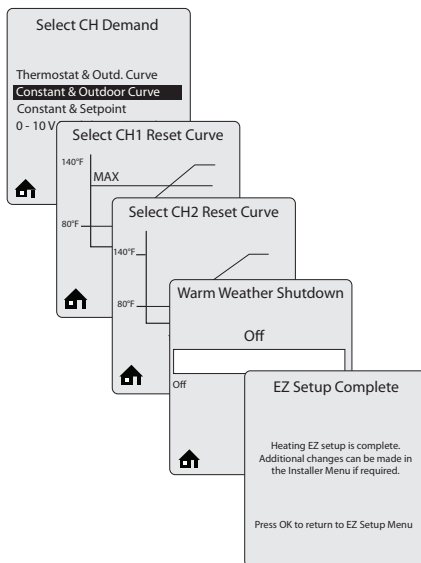 Select CH Demand
Thermostat & Outd. Curve
Constant & Outdoor Curve
Constant & Setpoint
0 - 10 V
Select CH1 Reset Curve
140°F
MAX
80°F
Select CH2 Reset Curve
140°F
80°F
Warm Weather Shutdown
Off
Off
EZ Setup Complete
Heating EZ setup is complete.
Additional changes can be made in
the Installer Menu if required.
Press OK to return to EZ Setup Menu